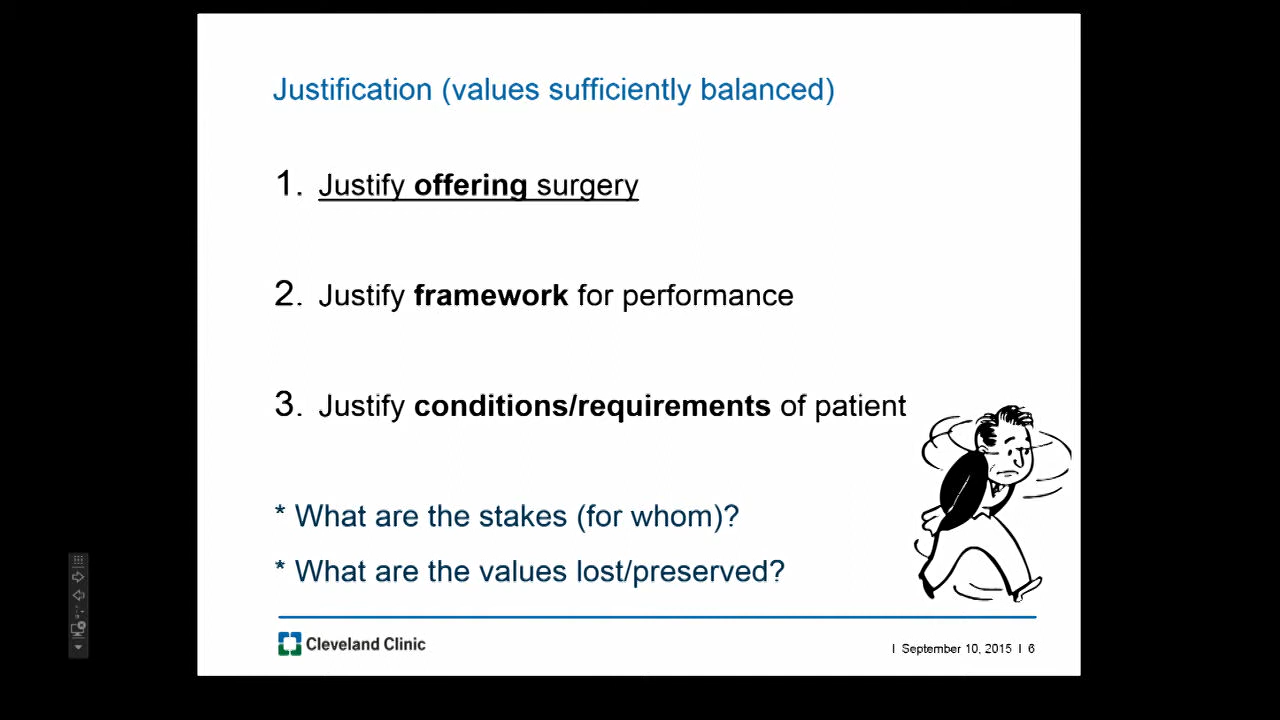 Justification (values sufficiently balanced)
1. Justify offering surgery
2. Justify framework for performance
3. Justify conditions/requirements of patient
* What are the stakes (for whom)?
* What are the values lost/preserved?
Cleveland Clinic
I September 10, 2015 I 6